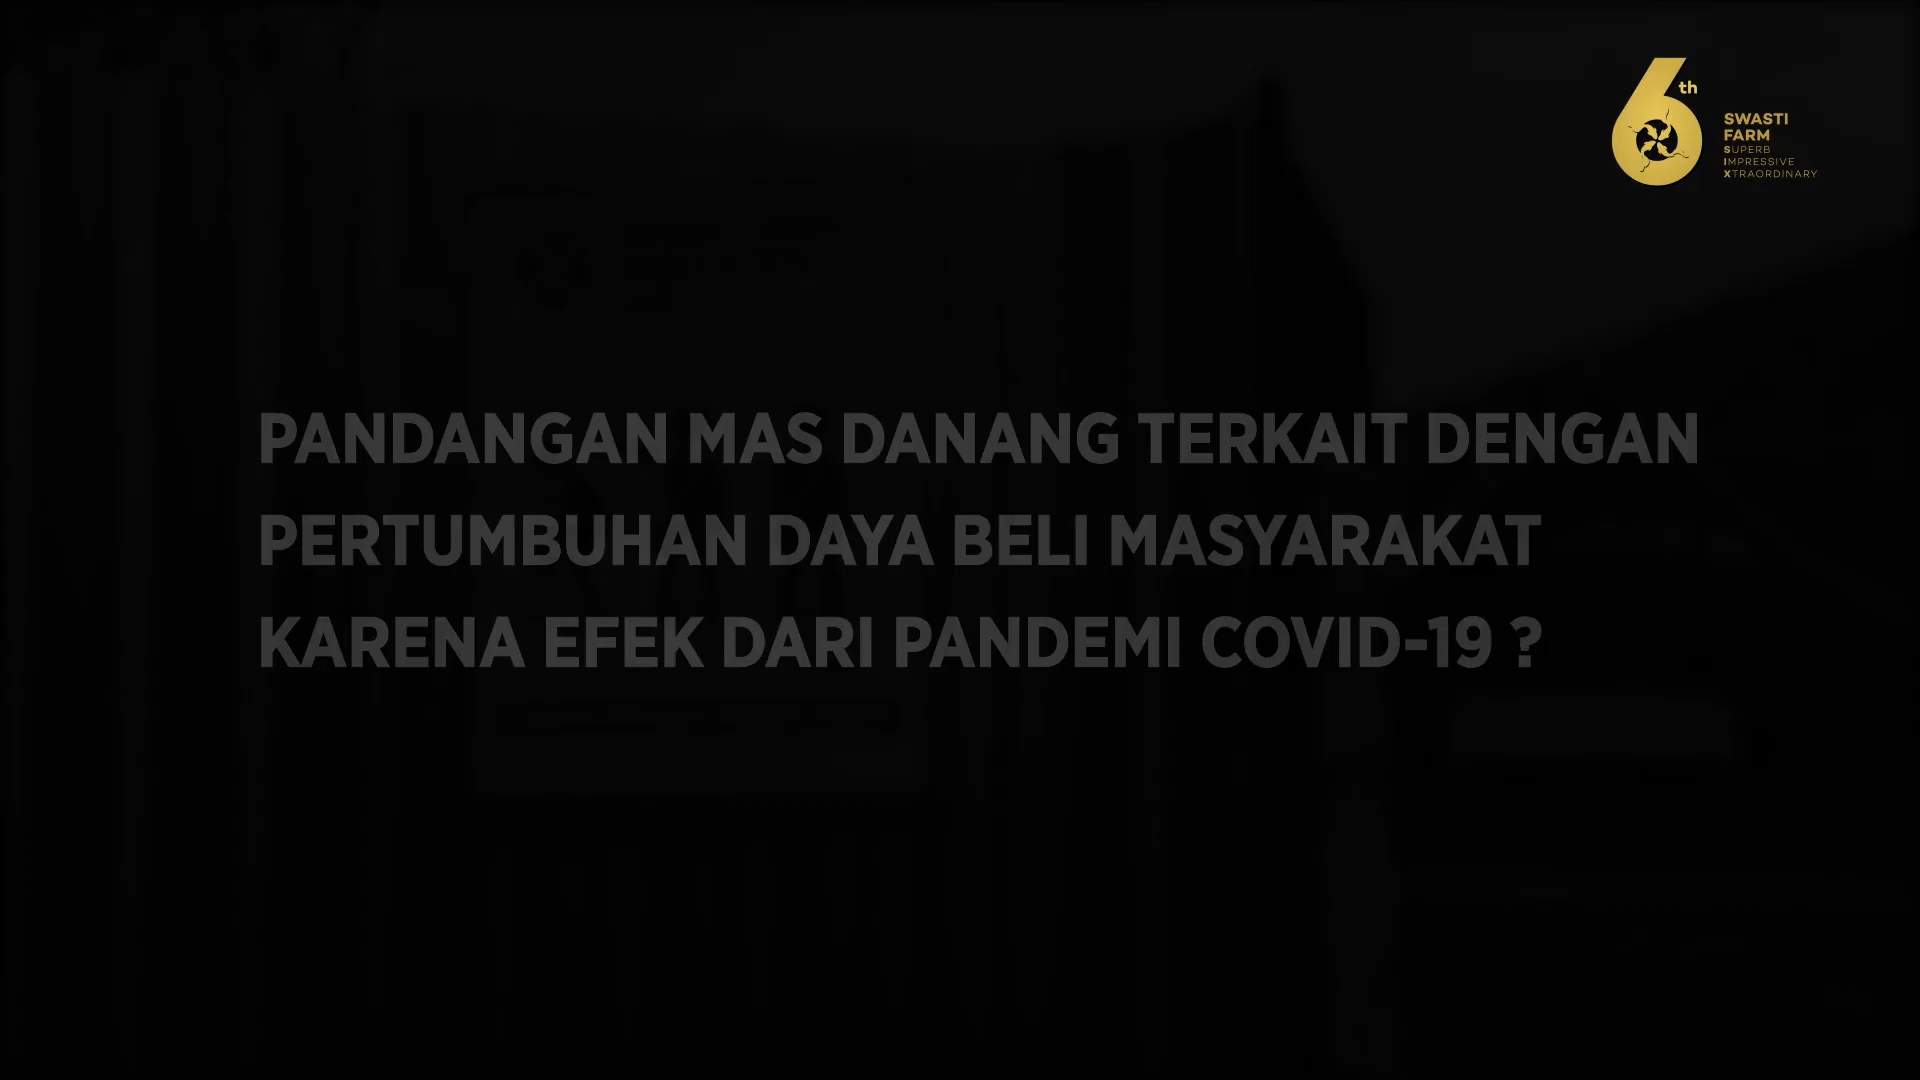 6th
SWASTI
FARM
SUPERB
IMPRESSIVE
XTRAORDINARY
PANDANGAN MAS DANANG TERKAIT DENGAN
PERTUMBUHAN DAYA BELI MASYARAKAT
KARENA EFEK DARI PANDEMI COVID-19 ?